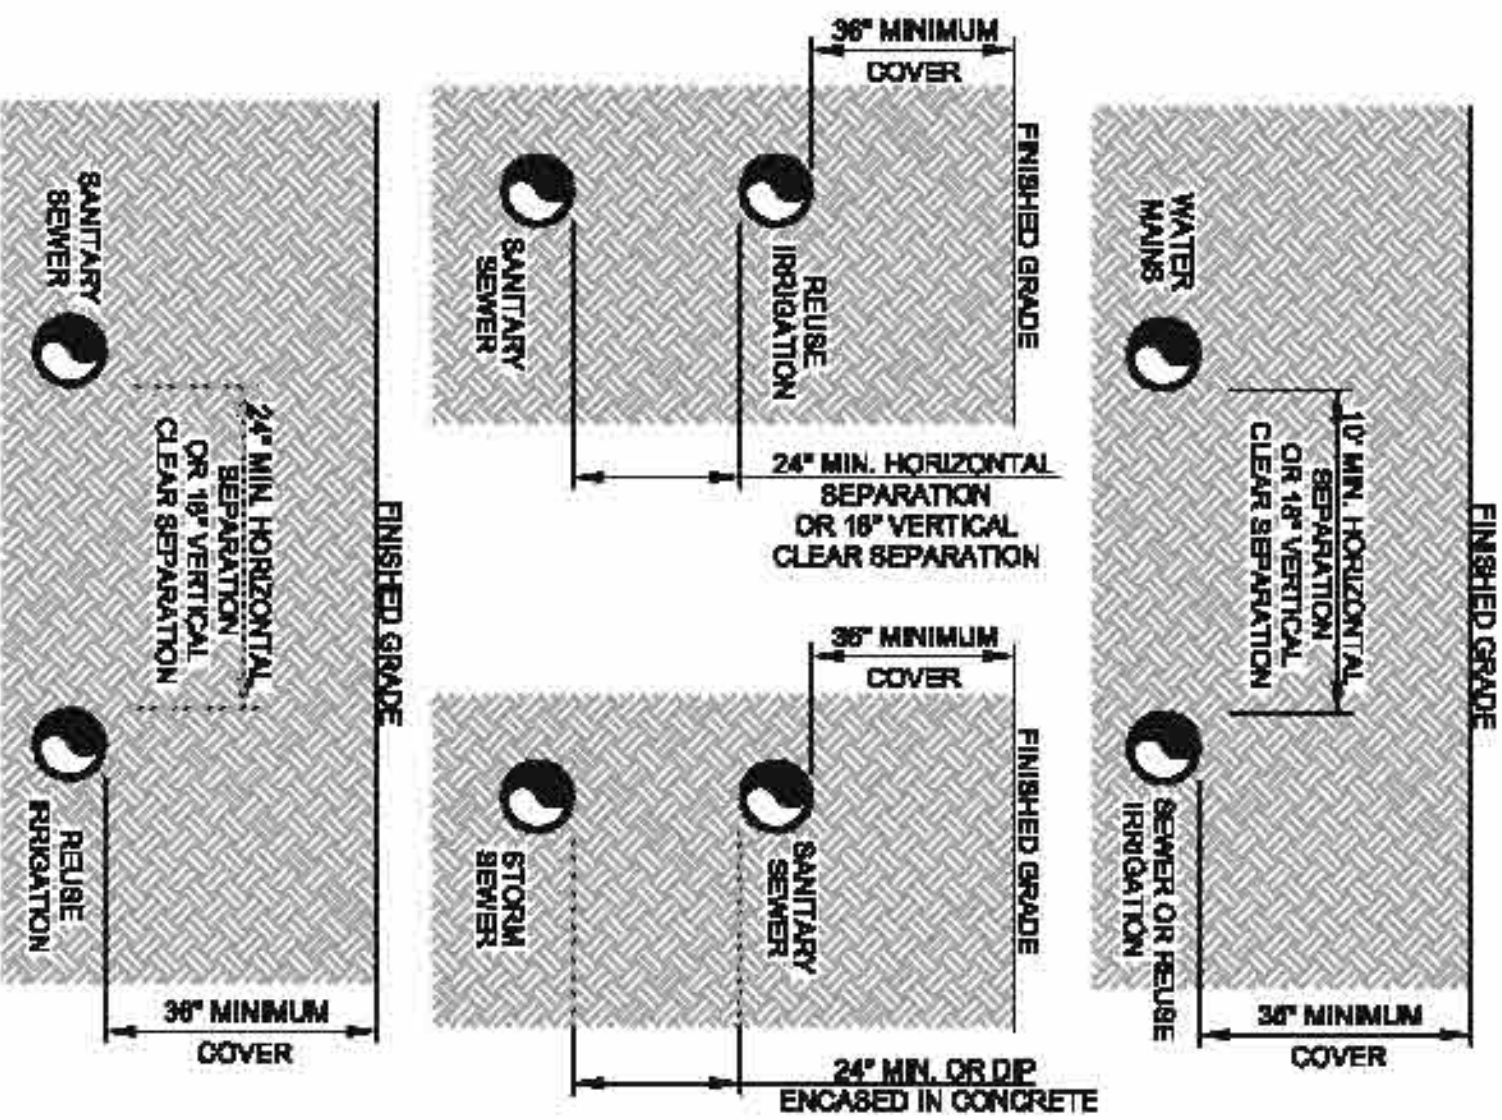 FINISHED GRADE
10' MIN. HORIZONTAL
SEPARATION
OR 18" VERTICAL
CLEAR SEPARATION
WATER
MAINS
SEWER OR REUSE
IRRIGATION
36" MINIMUM
COVER
36" MINIMUM
COVER
FINISHED GRADE
REUSE
IRRIGATION
SANITARY
SEWER
24" MIN. HORIZONTAL
SEPARATION
OR 18" VERTICAL
CLEAR SEPARATION
36" MINIMUM
COVER
FINISHED GRADE
SANITARY
SEWER
STORM
SEWER
24" MIN. OR DIP
ENCASED IN CONCRETE
FINISHED GRADE
24" MIN. HORIZONTAL
SEPARATION
OR 18" VERTICAL
CLEAR SEPARATION
SANITARY
SEWER
REUSE
IRRIGATION
36" MINIMUM
COVER